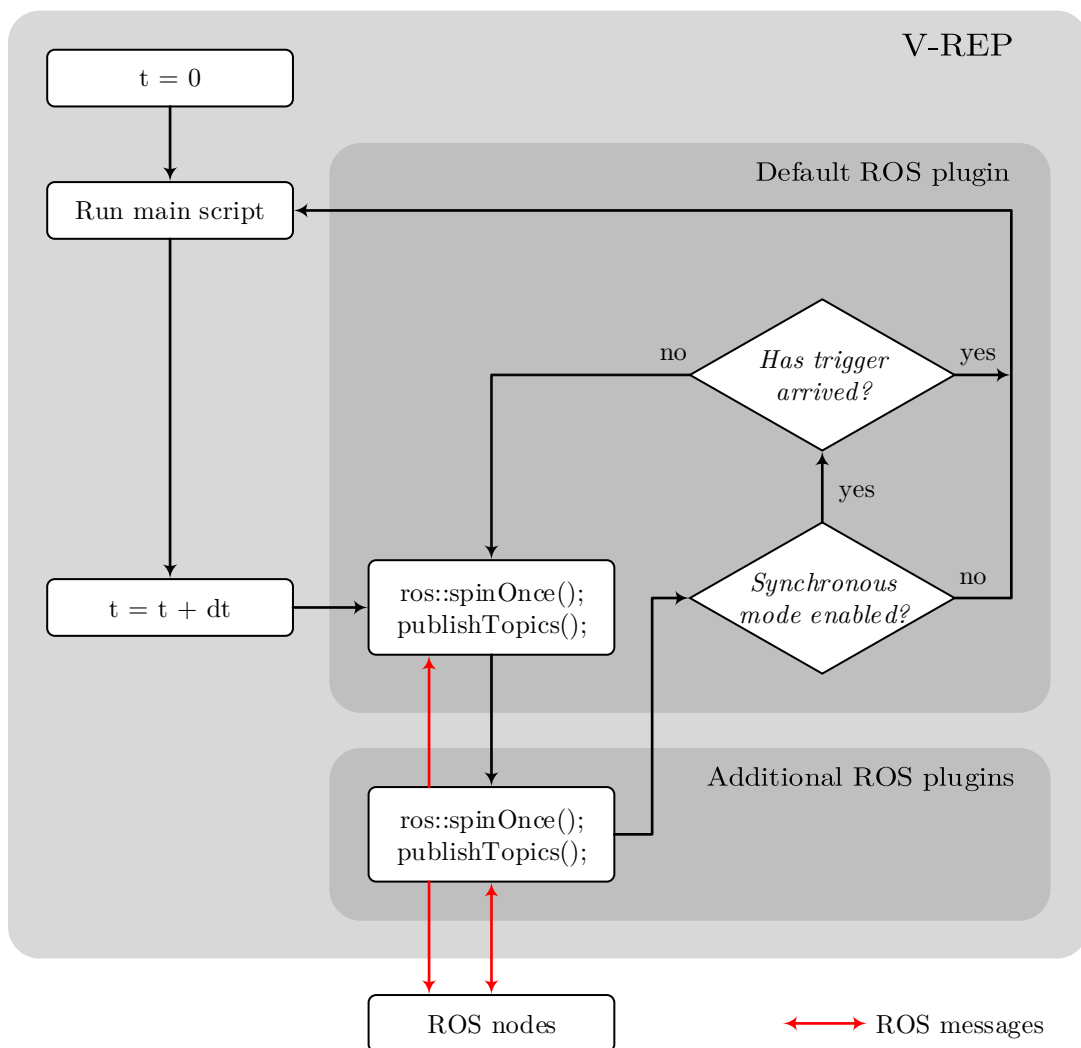 V-REP
t = 0
Default ROS plugin
Run main script
no
Has trigger
arrived?
yes
yes
t = t + dt
ros::spinOnce();
publishTopics();
Synchronous
mode enabled?
no
Additional ROS plugins
ros::spinOnce();
publishTopics();
ROS nodes
ROS messages